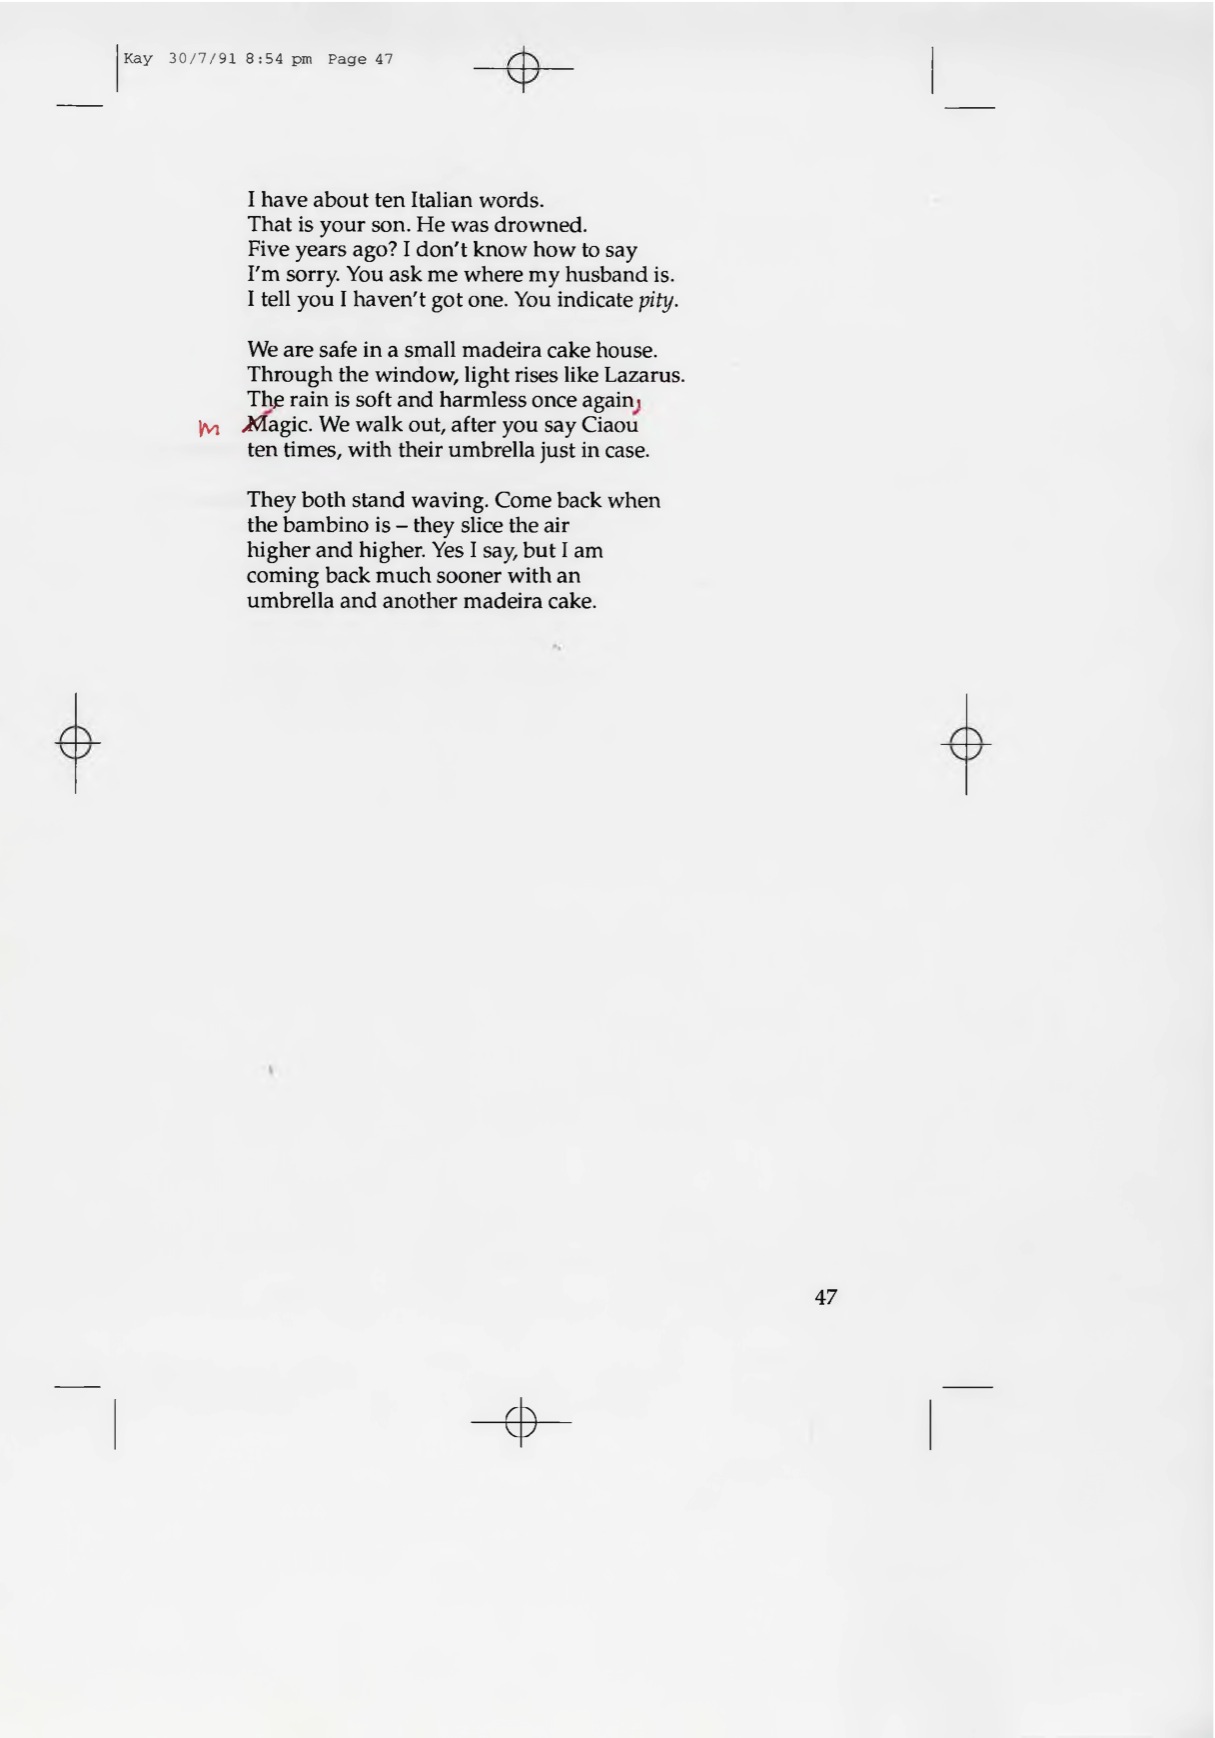 Kay 30/7/91 8:54 pm Page 47
I have about ten Italian words.
That is your son. He was drowned.
Five years ago? I don't know how to say
I'm sorry. You ask me where my husband is.
I tell you I haven't got one. You indicate pity.
We are safe in a small madeira cake house.
Through the window, light rises like Lazarus.
The rain is soft and harmless once again,
m Magic. We walk out, after you say Ciaou
ten times, with their umbrella just in case.
They both stand waving. Come back when
the bambino is – they slice the air
higher and higher. Yes I say, but I am
coming back much sooner with an
umbrella and another madeira cake.
47